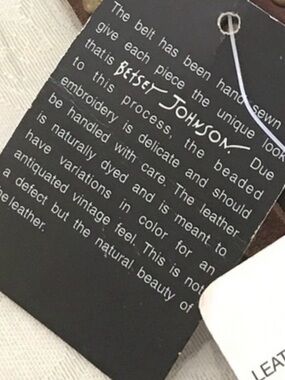 The belt has been hand sewn
give each piece the unique look
that is BETSEY JOHNSON. Due
to this process, the beaded
embroidery is delicate and should
be handled with care. The leather
is naturally dyed and is meant to
have variations in color for an
antiquated vintage feel. This is not
a defect but the natural beauty of
the leather.
LEAT